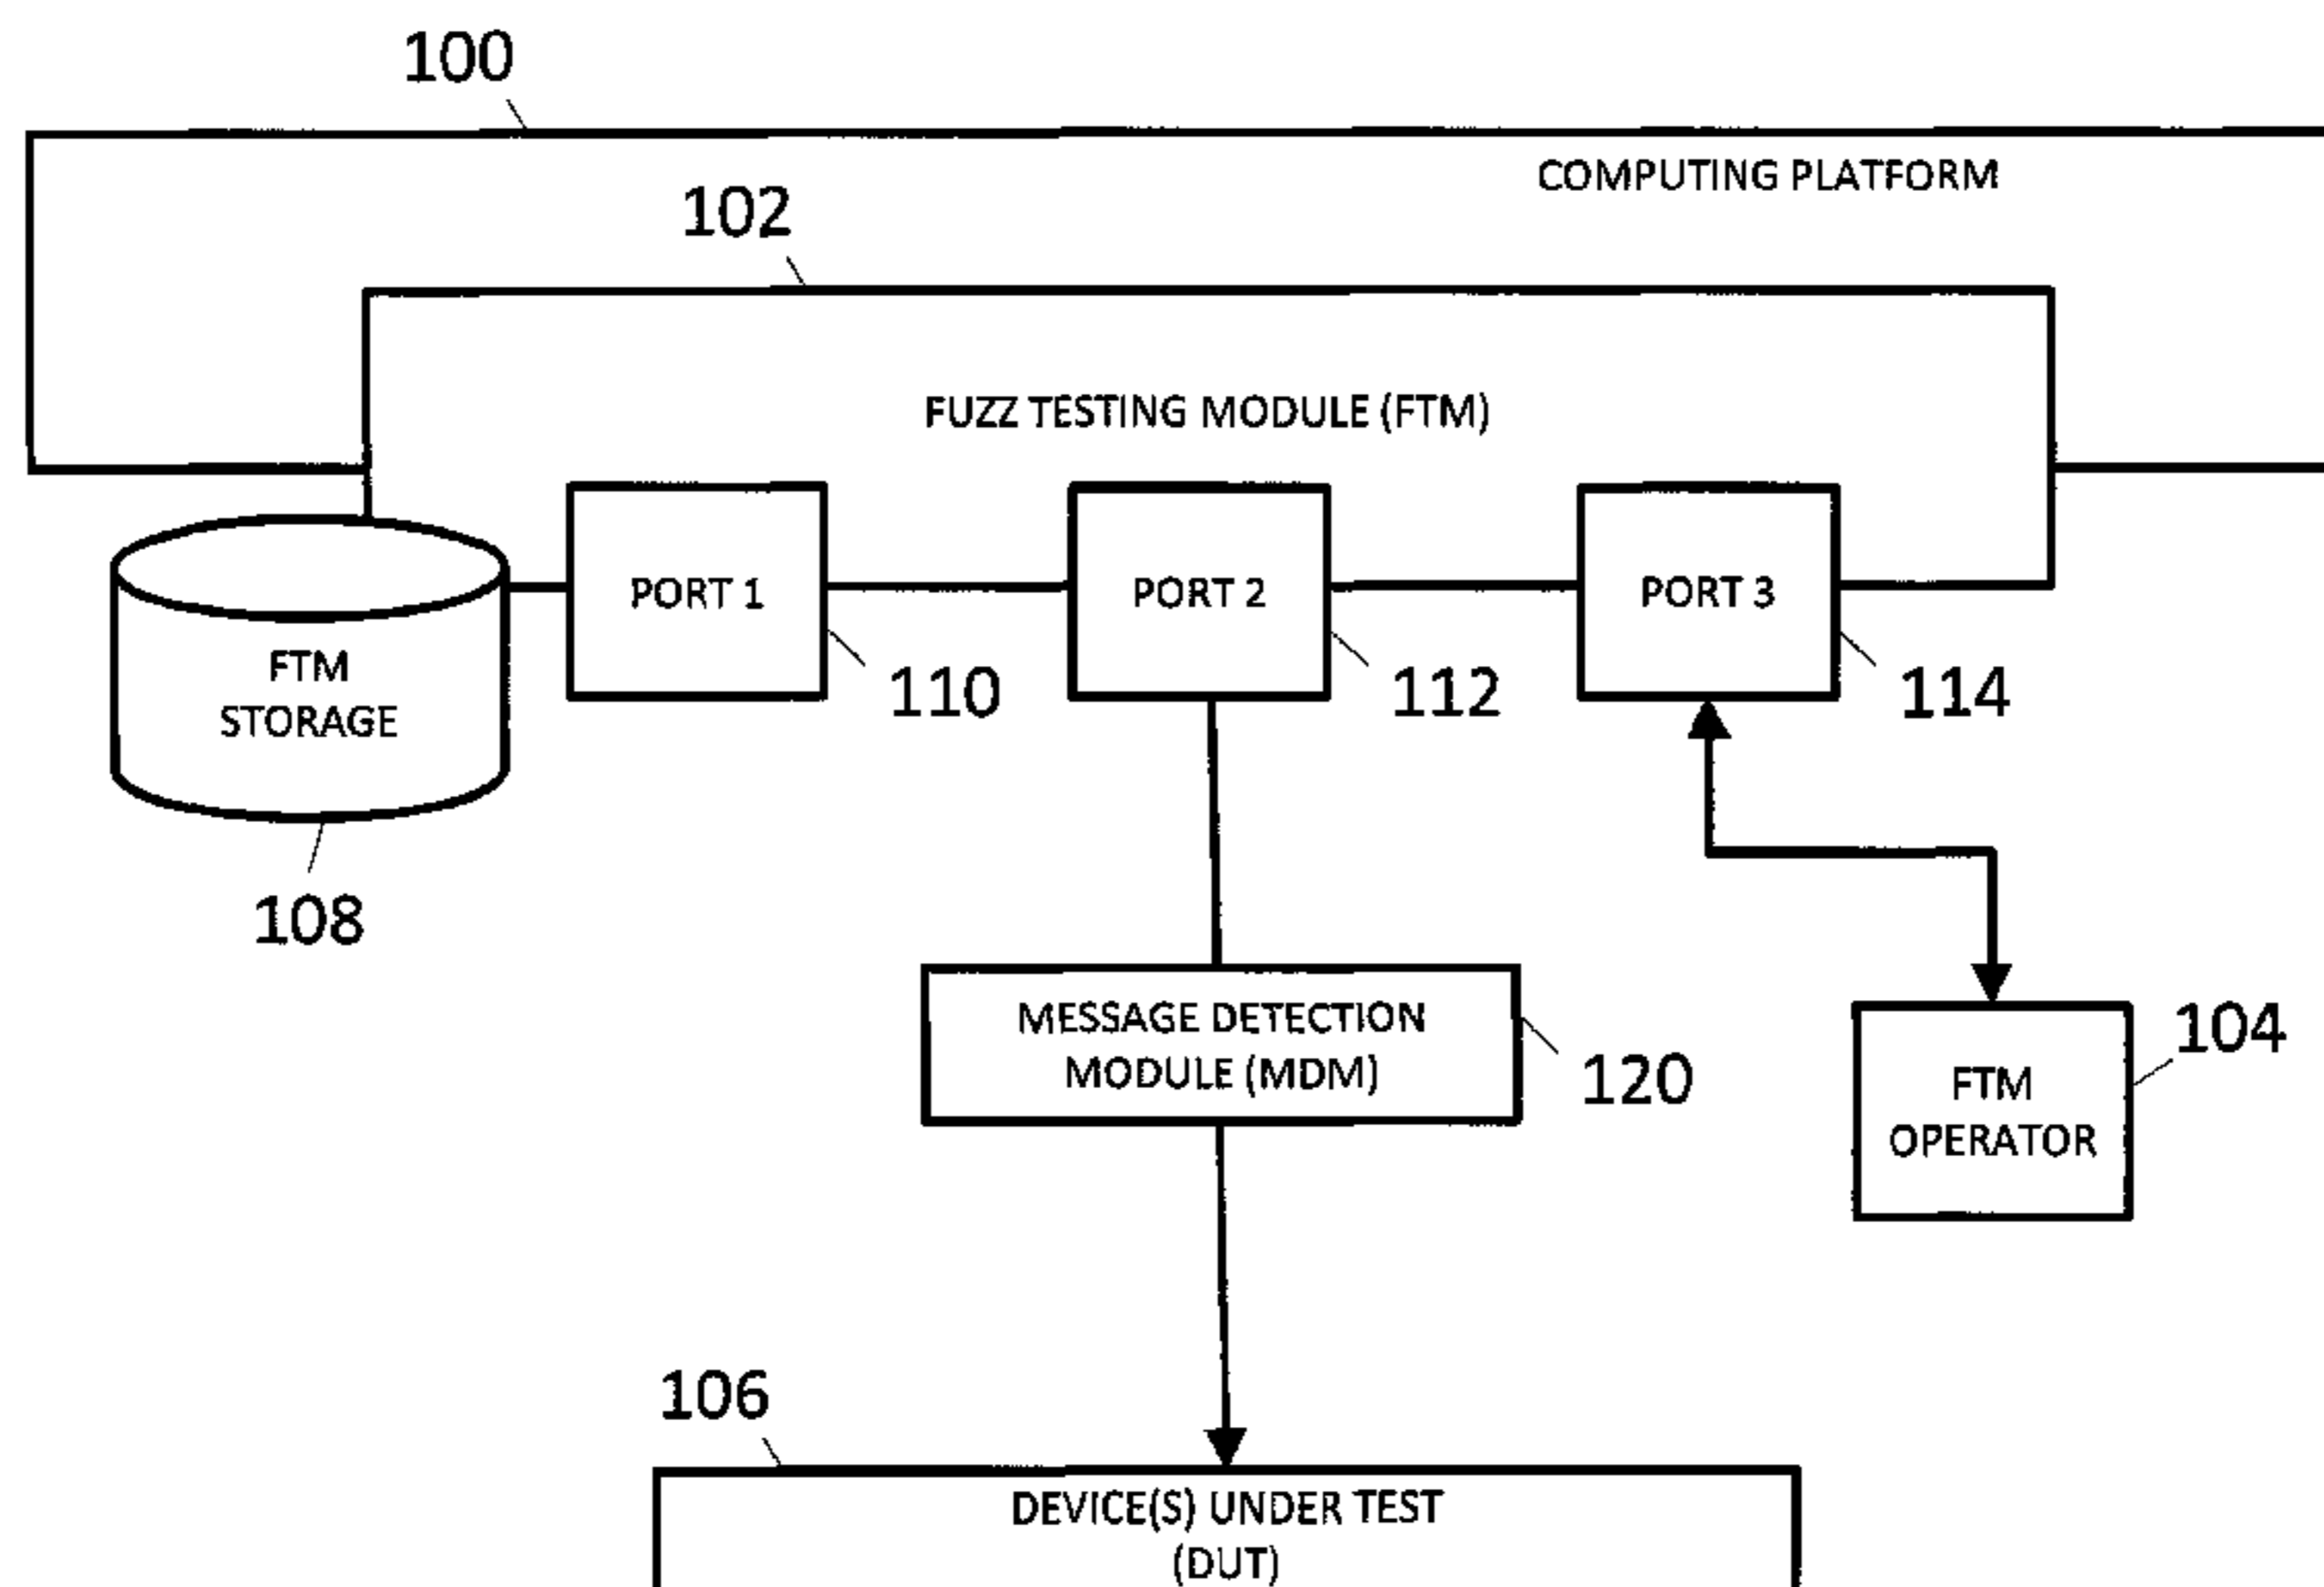 100
COMPUTING PLATFORM
102
FUZZ TESTING MODULE (FTM)
PORT 1
PORT 2
PORT 3
FTM
STORAGE
110
112
114
108
MESSAGE DETECTION
MODULE (MDM)
120
104
FTM
OPERATOR
106
DEVICE(S) UNDER TEST
(DUT)